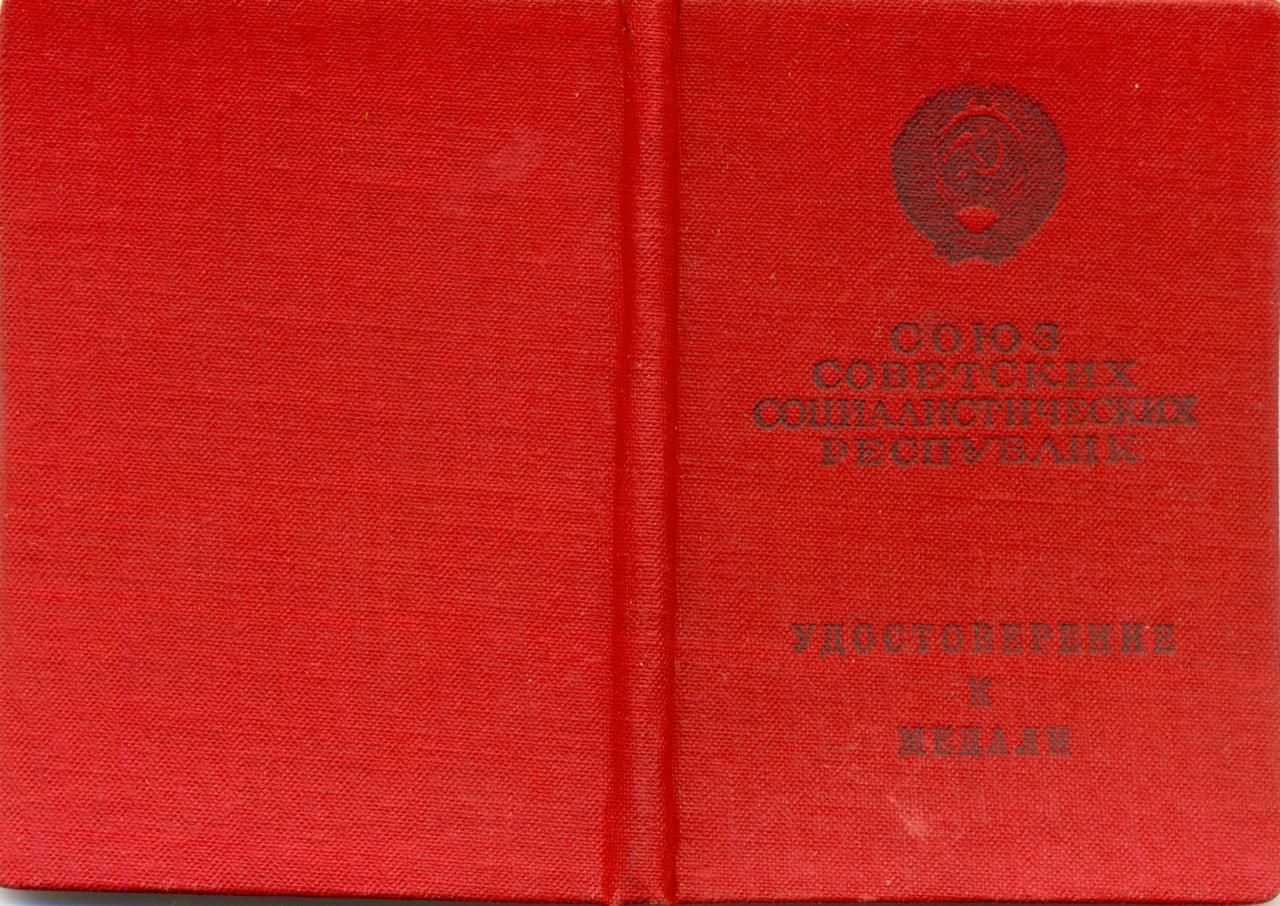 СОЮЗ
СОВЕТСКИХ
СОЦИАЛИСТИЧЕСКИХ
РЕСПУБЛИК
УДОСТОВЕРЕНИЕ
К
МЕДАЛИ